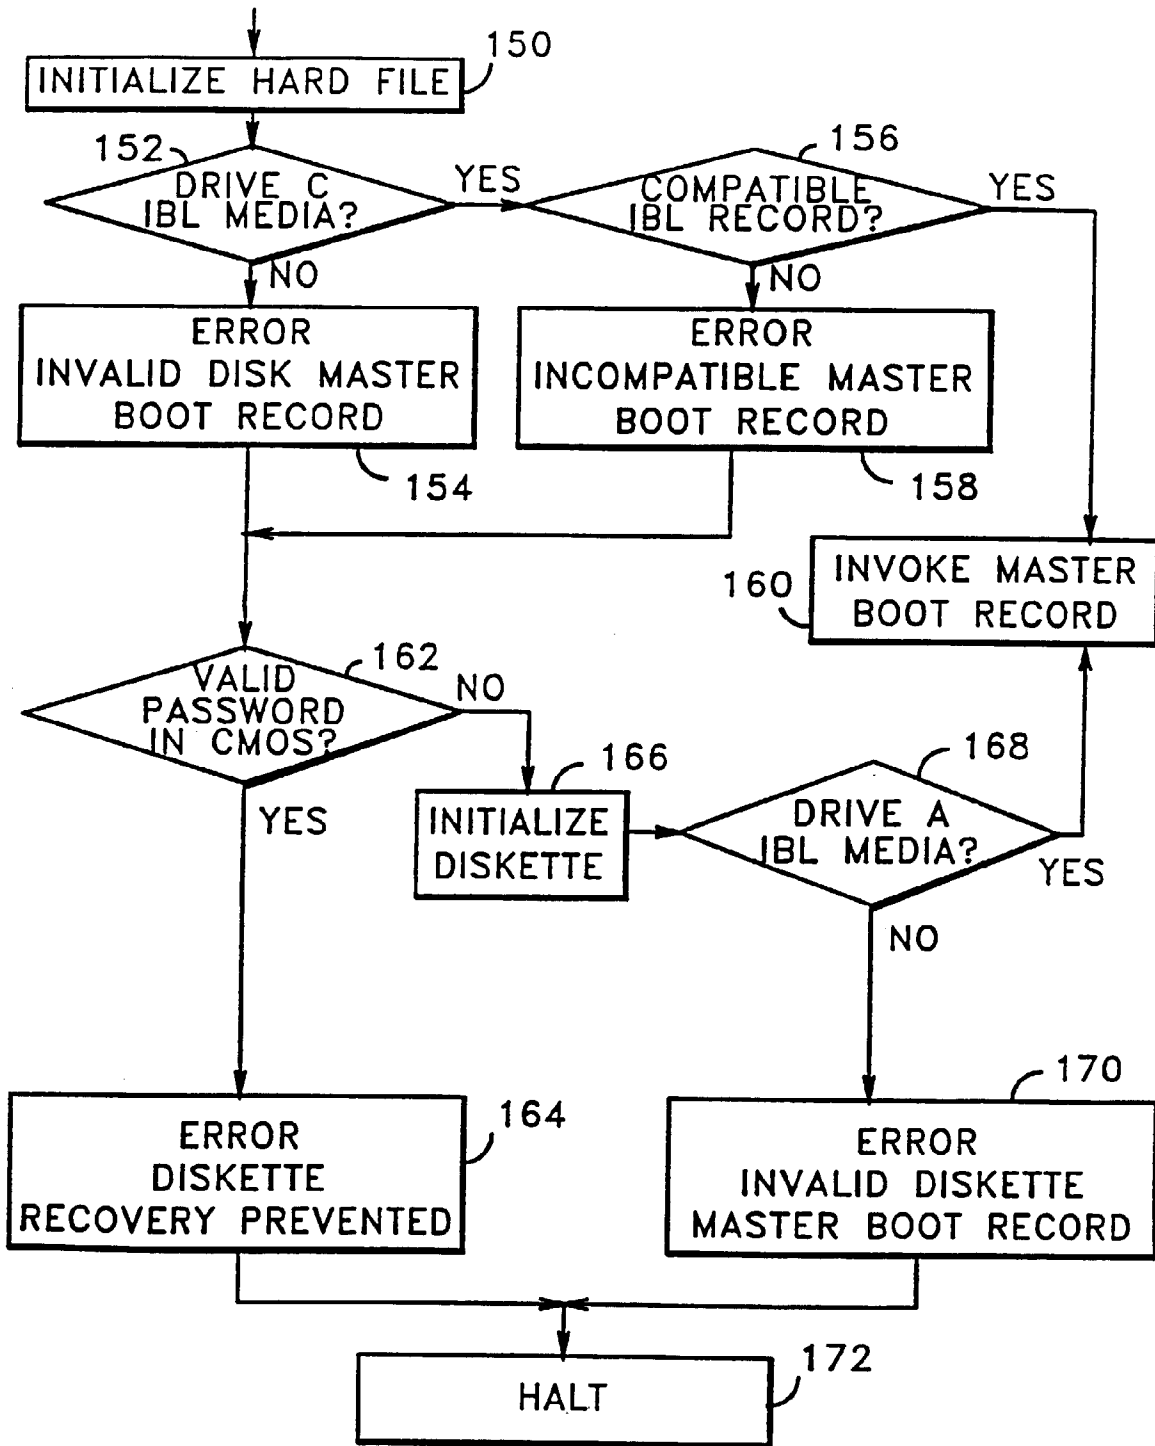 150
INITIALIZE HARD FILE
152
DRIVE C
IBL MEDIA?
YES
156
COMPATIBLE
IBL RECORD?
YES
NO
NO
ERROR
INVALID DISK MASTER
BOOT RECORD
154
ERROR
INCOMPATIBLE MASTER
BOOT RECORD
158
160
INVOKE MASTER
BOOT RECORD
162
VALID
PASSWORD
IN CMOS?
NO
YES
166
INITIALIZE
DISKETTE
168
DRIVE A
IBL MEDIA?
YES
NO
164
ERROR
DISKETTE
RECOVERY PREVENTED
170
ERROR
INVALID DISKETTE
MASTER BOOT RECORD
172
HALT